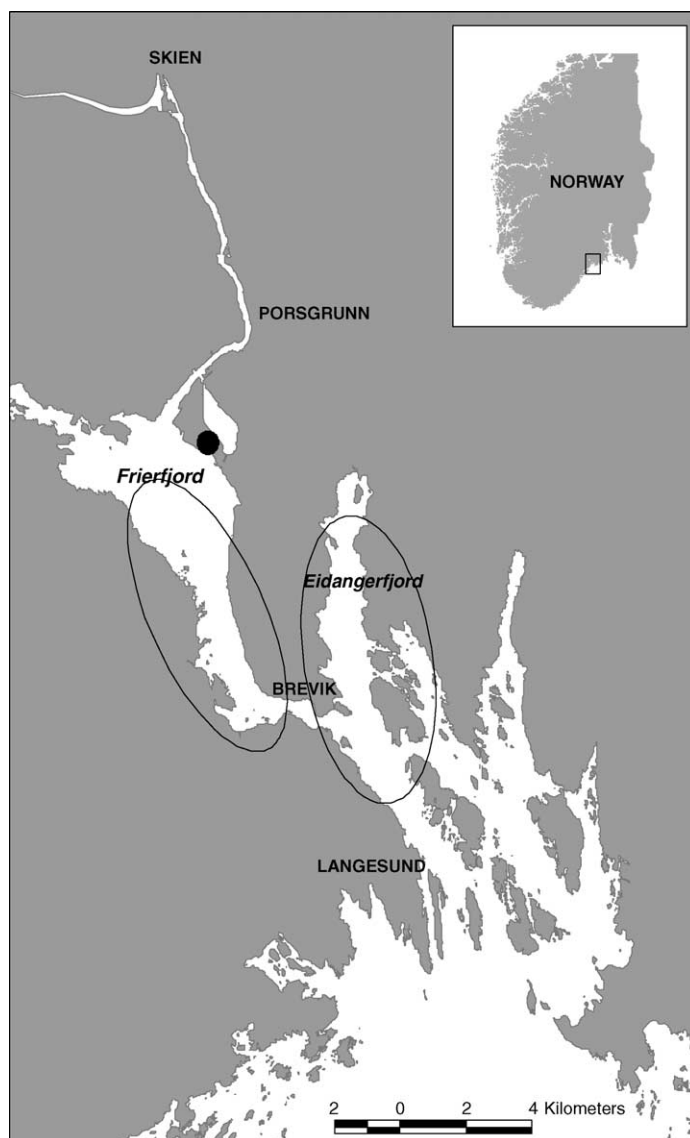 SKIEN
NORWAY
PORSGRUNN
Frierfjord
Eidangerfjord
BREVIK
LANGESUND
2 0 2 4 Kilometers